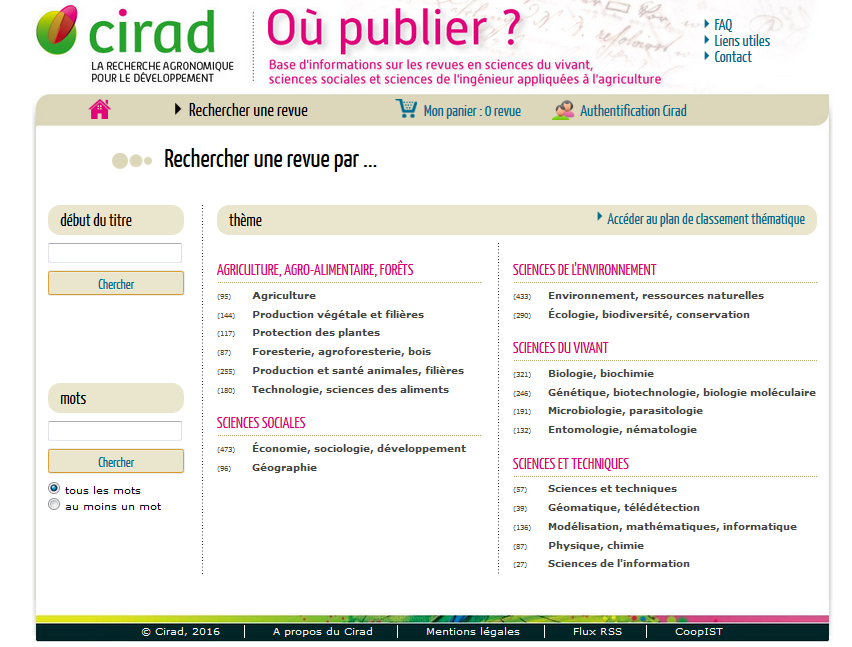 cirad
LA RECHERCHE AGRONOMIQUE
POUR LE DÉVELOPPEMENT
Où publier ?
Base d'informations sur les revues en sciences du vivant,
sciences sociales et sciences de l'ingénieur appliquées à l'agriculture
FAQ
Liens utiles
Contact
Rechercher une revue
Mon panier : 0 revue
Authentification Cirad
Rechercher une revue par ...
début du titre
Chercher
mots
Chercher
tous les mots
au moins un mot
thème
Accéder au plan de classement thématique
AGRICULTURE, AGRO-ALIMENTAIRE, FORÊTS
(95) Agriculture
(144) Production végétale et filières
(117) Protection des plantes
(87) Foresterie, agroforesterie, bois
(255) Production et santé animales, filières
(180) Technologie, sciences des aliments
SCIENCES SOCIALES
(473) Économie, sociologie, développement
(96) Géographie
SCIENCES DE L'ENVIRONNEMENT
(433) Environnement, ressources naturelles
(290) Écologie, biodiversité, conservation
SCIENCES DU VIVANT
(321) Biologie, biochimie
(246) Génétique, biotechnologie, biologie moléculaire
(191) Microbiologie, parasitologie
(132) Entomologie, nématologie
SCIENCES ET TECHNIQUES
(57) Sciences et techniques
(39) Géomatique, télédétection
(136) Modélisation, mathématiques, informatique
(87) Physique, chimie
(27) Sciences de l'information
© Cirad, 2016
A propos du Cirad
Mentions légales
Flux RSS
CoopIST